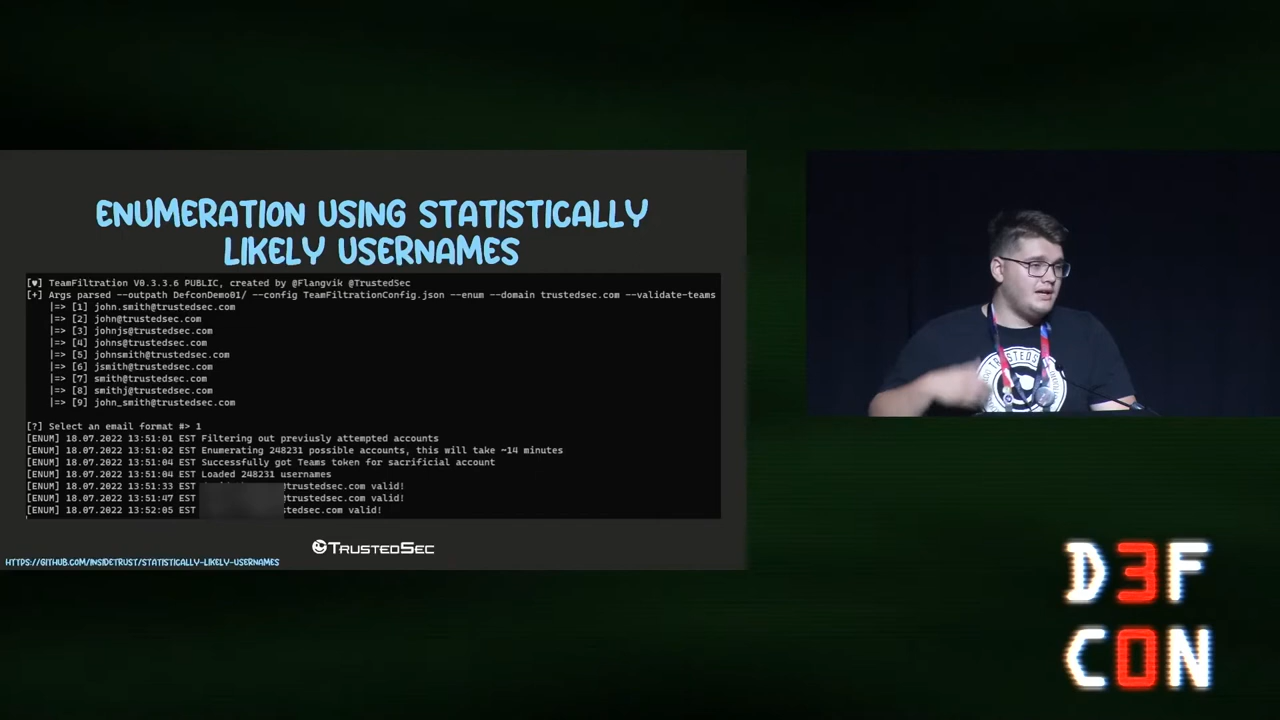 ENUMERATION USING STATISTICALLY
LIKELY USERNAMES
[♥] TeamFiltration V0.3.3.6 PUBLIC, created by @Flangvik @TrustedSec
[+] Args parsed --outpath DefconDemo01/ --config TeamFiltrationConfig.json --enum --domain trustedsec.com --validate-teams
|=> [1] john.smith@trustedsec.com
|=> [2] john@trustedsec.com
|=> [3] johnjs@trustedsec.com
|=> [4] johns@trustedsec.com
|=> [5] johnsmith@trustedsec.com
|=> [6] jsmith@trustedsec.com
|=> [7] smith@trustedsec.com
|=> [8] smithj@trustedsec.com
|=> [9] john_smith@trustedsec.com
[?] Select an email format #> 1
[ENUM] 18.07.2022 13:51:01 EST Filtering out previusly attempted accounts
[ENUM] 18.07.2022 13:51:02 EST Enumerating 248231 possible accounts, this will take ~14 minutes
[ENUM] 18.07.2022 13:51:04 EST Successfully got Teams token for sacrificial account
[ENUM] 18.07.2022 13:51:04 EST Loaded 248231 usernames
[ENUM] 18.07.2022 13:51:33 EST @trustedsec.com valid!
[ENUM] 18.07.2022 13:51:47 EST @trustedsec.com valid!
[ENUM] 18.07.2022 13:52:05 EST stedsec.com valid!
TRUSTEDSEC
HTTPS://GITHUB.COM/INSIDETRUST/STATISTICALLY-LIKELY-USERNAMES
TRUSTEDSEC
D3F
C0N